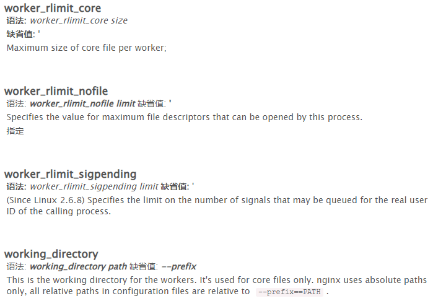 worker_rlimit_core
语法: worker_rlimit_core size
缺省值: '
Maximum size of core file per worker;
worker_rlimit_nofile
语法: worker_rlimit_nofile limit 缺省值: '
Specifies the value for maximum file descriptors that can be opened by this process.
指定
worker_rlimit_sigpending
语法: worker_rlimit_sigpending limit 缺省值: '
(Since Linux 2.6.8) Specifies the limit on the number of signals that may be queued for the real user
ID of the calling process.
working_directory
语法: working_directory path 缺省值: --prefix
This is the working directory for the workers. It's used for core files only. nginx uses absolute paths
only, all relative paths in configuration files are relative to --prefix==PATH .